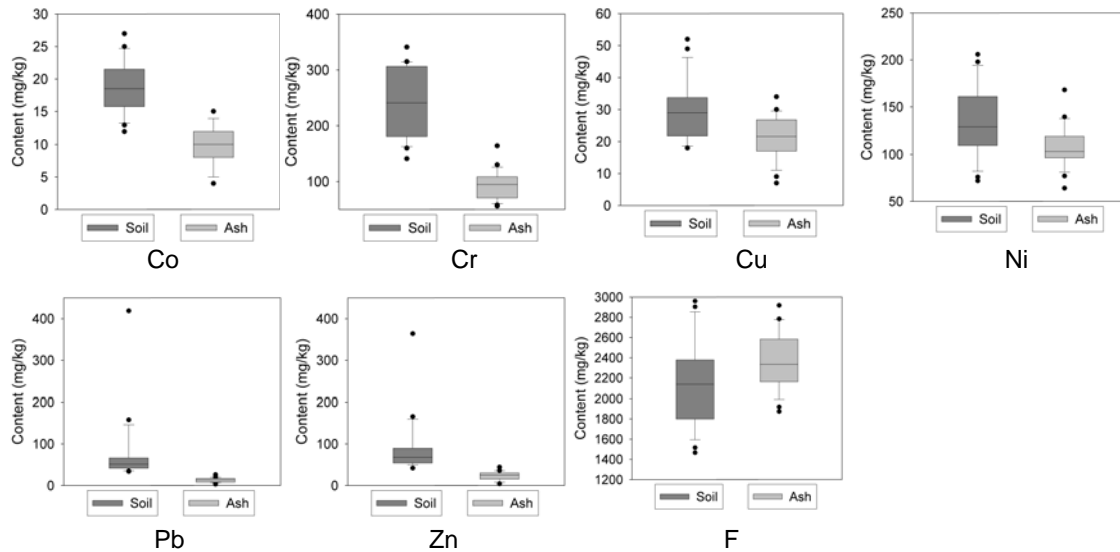 Content (mg/kg)
30
25
20
15
10
5
0
Soil Ash
Co
Content (mg/kg)
400
300
200
100
Soil Ash
Cr
Content (mg/kg)
60
50
40
30
20
10
0
Soil Ash
Cu
Content (mg/kg)
250
200
150
100
50
Soil Ash
Ni
Content (mg/kg)
400
300
200
100
0
Soil Ash
Pb
Content (mg/kg)
400
300
200
100
0
Soil Ash
Zn
Content (mg/kg)
3000
2800
2600
2400
2200
2000
1800
1600
1400
1200
Soil Ash
F